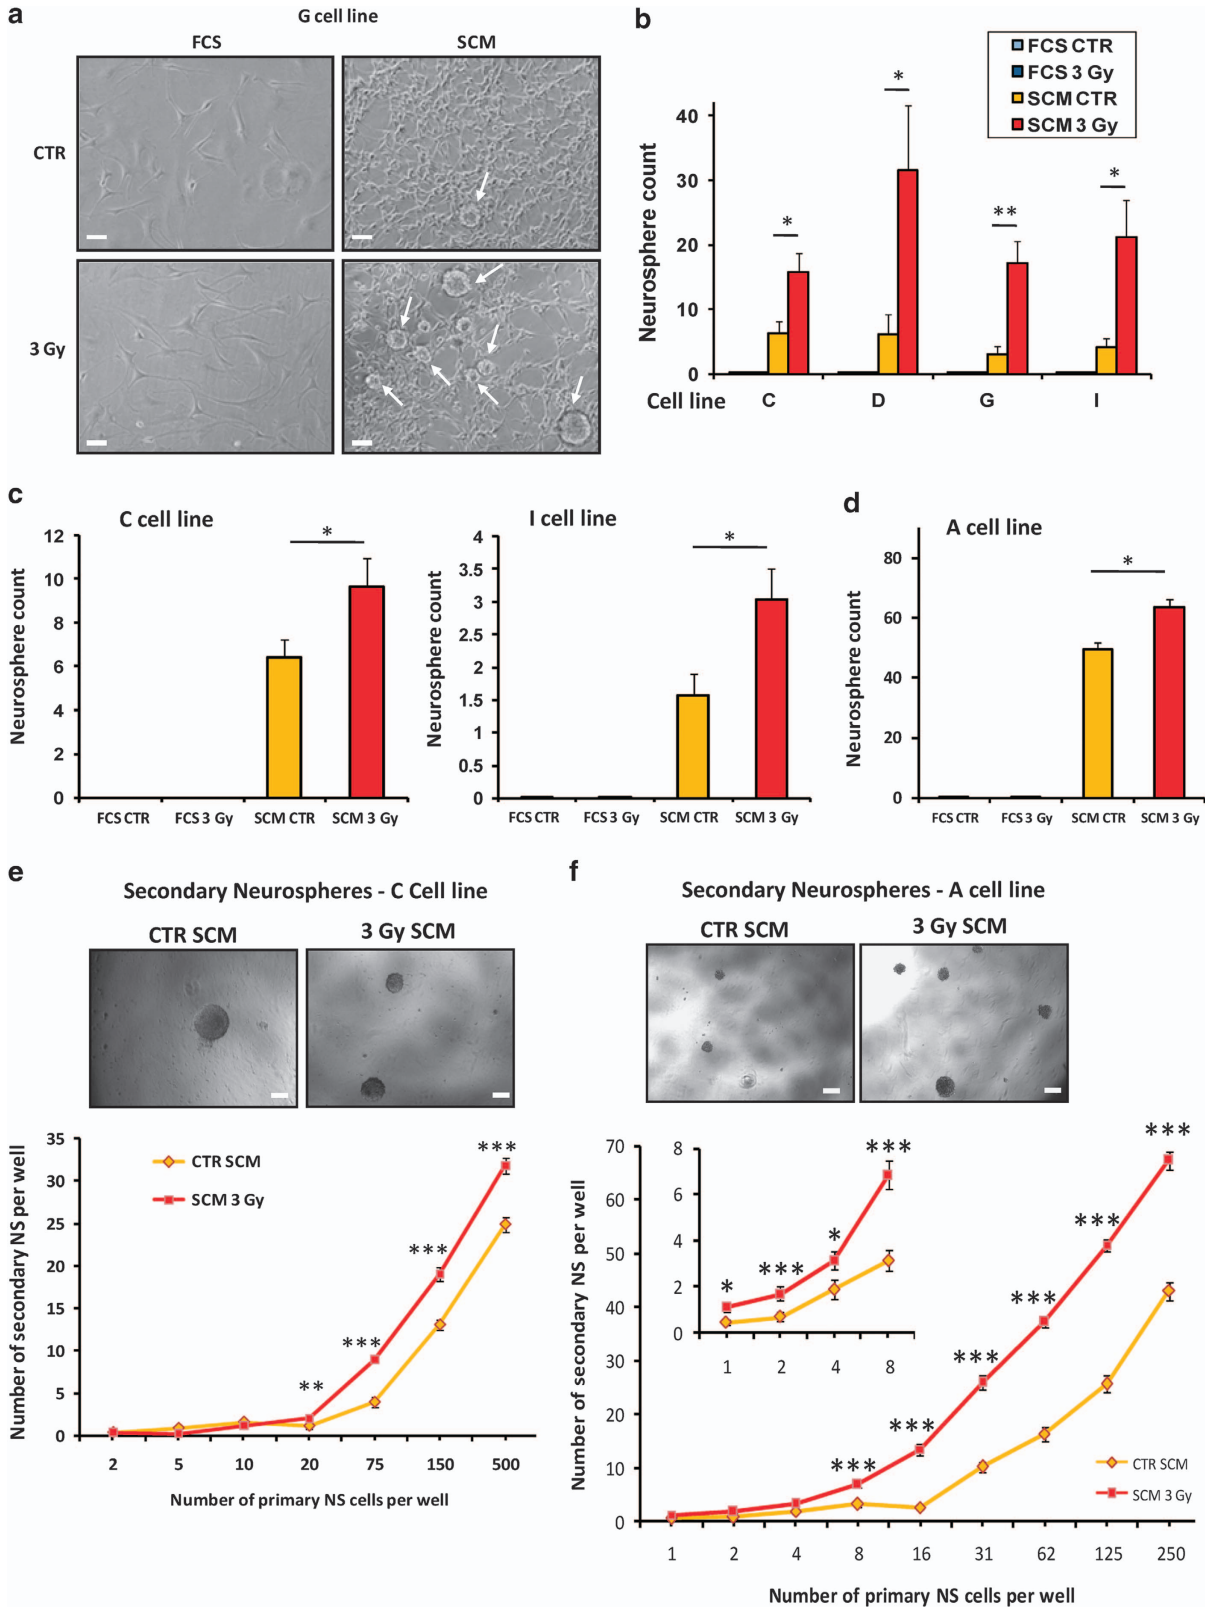 a
G cell line
FCS SCM
CTR
3 Gy
b
FCS CTR
FCS 3 Gy
SCM CTR
SCM 3 Gy
Neurosphere count
40
30
20
10
0
* * ** *
Cell line C D G I
c
C cell line
Neurosphere count
12
10
8
6
4
2
0
*
FCS CTR FCS 3 Gy SCM CTR SCM 3 Gy
I cell line
Neurosphere count
4
3.5
3
2.5
2
1.5
1
0.5
0
*
FCS CTR FCS 3 Gy SCM CTR SCM 3 Gy
d
A cell line
Neurosphere count
80
60
40
20
0
*
FCS CTR FCS 3 Gy SCM CTR SCM 3 Gy
e
Secondary Neurospheres - C Cell line
CTR SCM 3 Gy SCM
Number of secondary NS per well
35
30
25
20
15
10
5
0
CTR SCM
SCM 3 Gy
** *** *** ***
2 5 10 20 75 150 500
Number of primary NS cells per well
f
Secondary Neurospheres - A cell line
CTR SCM 3 Gy SCM
Number of secondary NS per well
70
60
50
40
30
20
10
0
8
6
4
2
0
* *** * ***
1 2 4 8
*** *** *** *** *** ***
CTR SCM
SCM 3 Gy
1 2 4 8 16 31 62 125 250
Number of primary NS cells per well